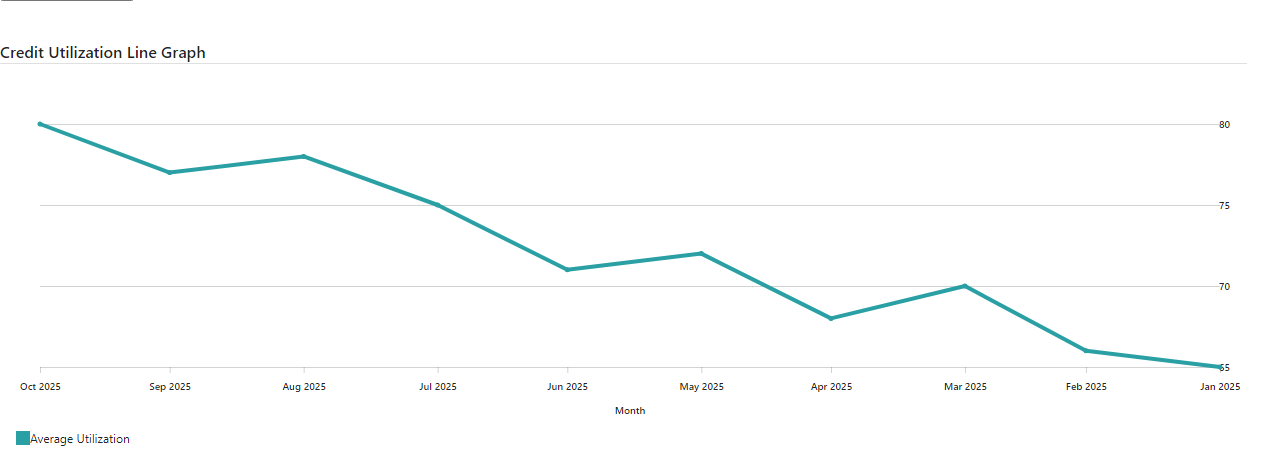 Credit Utilization Line Graph
80
75
70
65
Oct 2025 Sep 2025 Aug 2025 Jul 2025 Jun 2025 May 2025 Apr 2025 Mar 2025 Feb 2025 Jan 2025
Month
Average Utilization